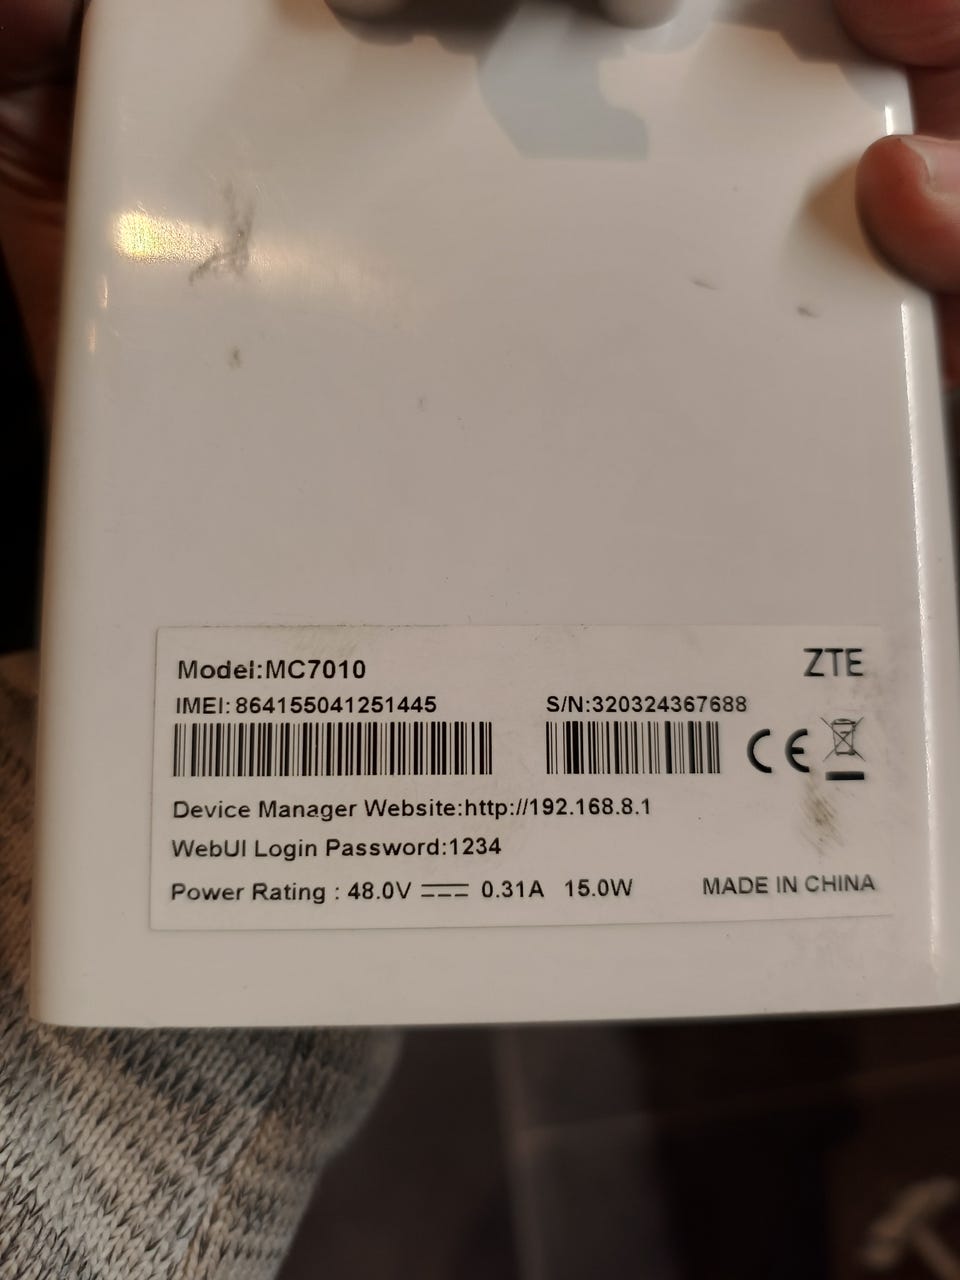 Model:MC7010
ZTE
IMEI: 864155041251445
S/N:320324367688
CE
Device Manager Website:http://192.168.8.1
WebUI Login Password:1234
Power Rating : 48.0V 0.31A 15.0W
MADE IN CHINA